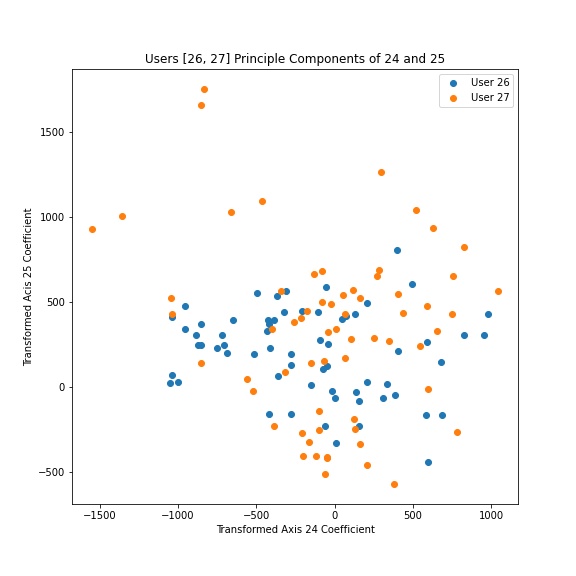 Users [26, 27] Principle Components of 24 and 25
User 26
User 27
1500
1000
500
0
−500
Transformed Acis 25 Coefficient
−1500
−1000
−500
0
500
1000
Transformed Axis 24 Coefficient